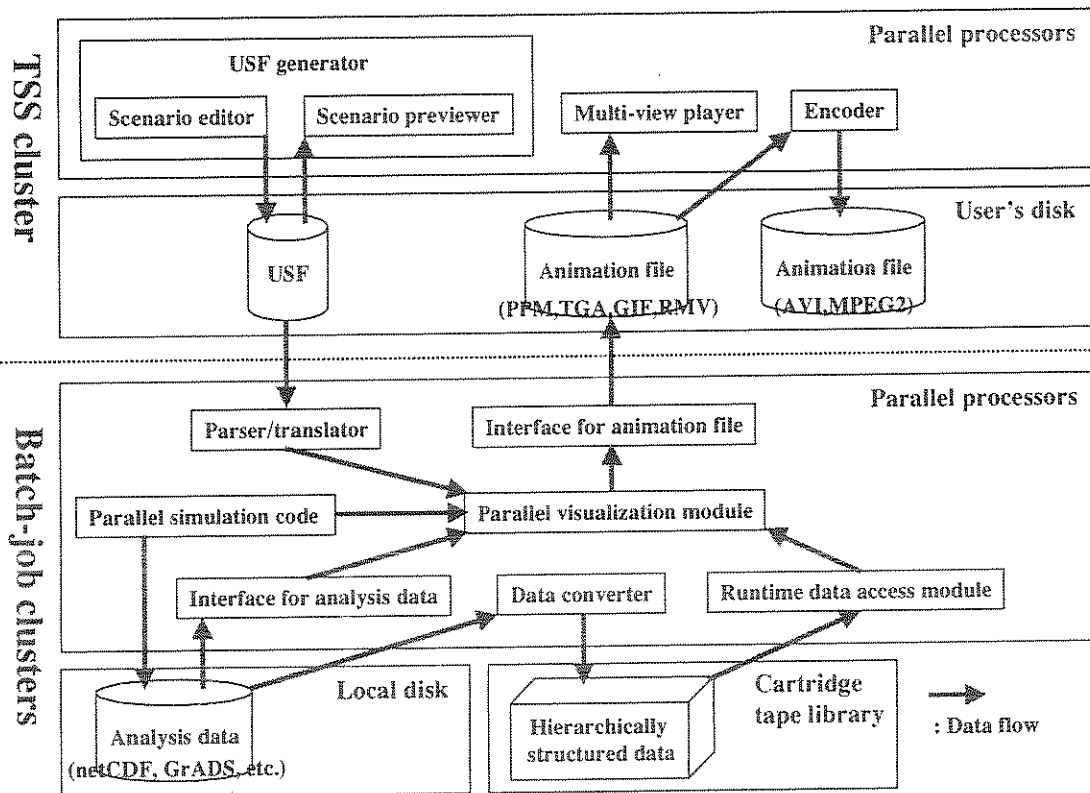 TSS cluster
Parallel processors
USF generator
Scenario editor
Scenario previewer
Multi-view player
Encoder
User's disk
USF
Animation file
(PPM,TGA,GIF,RMV)
Animation file
(AVI,MPEG2)
Batch-job clusters
Parallel processors
Parser/translator
Interface for animation file
Parallel simulation code
Parallel visualization module
Interface for analysis data
Data converter
Runtime data access module
Local disk
Analysis data
(netCDF, GrADS, etc.)
Cartridge
tape library
Hierarchically
structured data
: Data flow